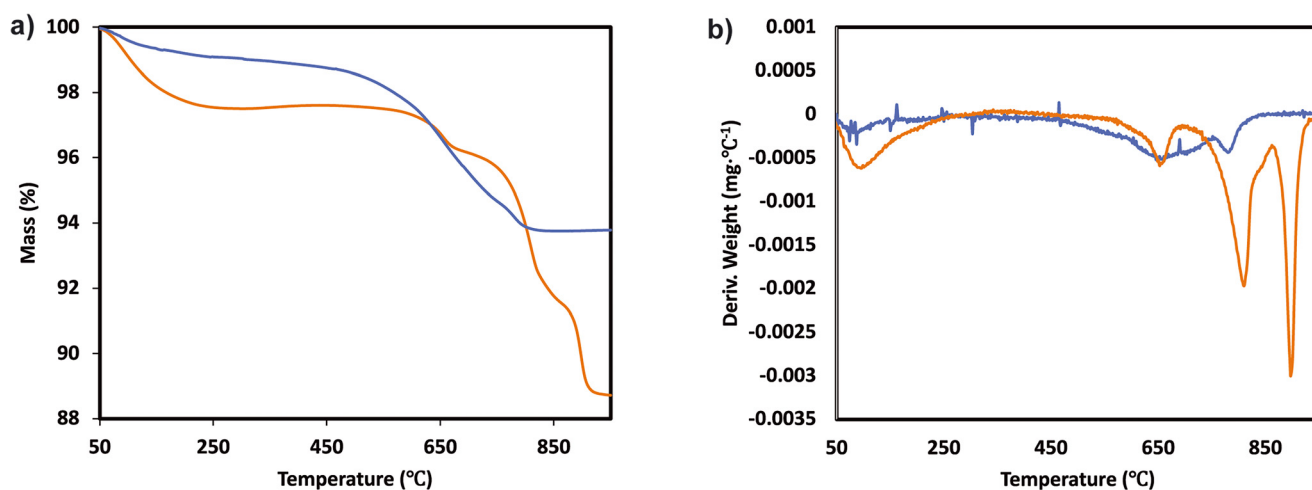 a)
100
98
96
94
92
90
88
Mass (%)
50 250 450 650 850
Temperature (℃)
b)
0.001
0.0005
0
-0.0005
-0.001
-0.0015
-0.002
-0.0025
-0.003
-0.0035
Deriv. Weight (mg·℃⁻¹)
50 250 450 650 850
Temperature (℃)